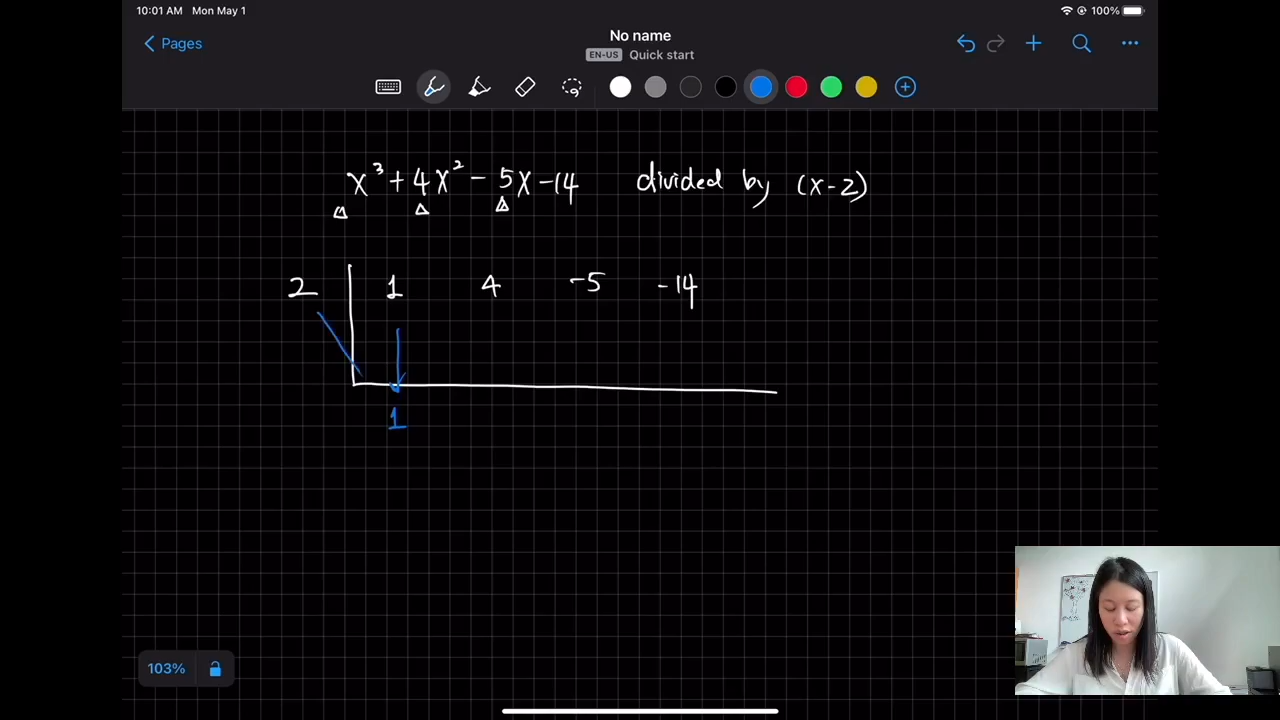 10:01 AM Mon May 1 100%
No name
Pages
EN-US Quick start
x³ + 4x² - 5x - 14 divided by (x-2)
2 1 4 -5 -14
1
103%